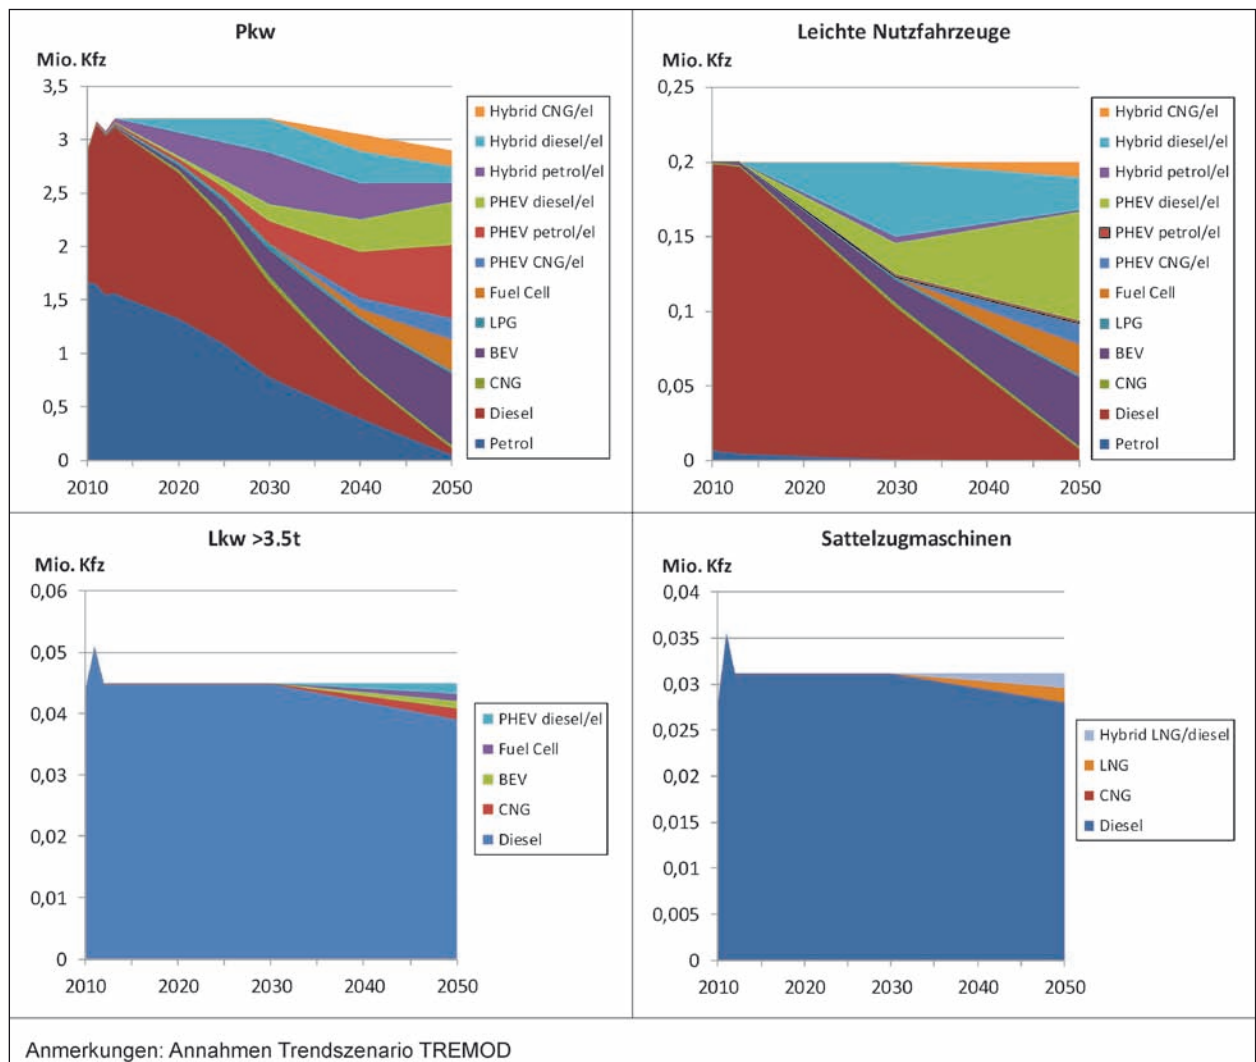 Pkw
Mio. Kfz
3,5
3
2,5
2
1,5
1
0,5
0
2010 2020 2030 2040 2050
Hybrid CNG/el
Hybrid diesel/el
Hybrid petrol/el
PHEV diesel/el
PHEV petrol/el
PHEV CNG/el
Fuel Cell
LPG
BEV
CNG
Diesel
Petrol
Leichte Nutzfahrzeuge
Mio. Kfz
0,25
0,2
0,15
0,1
0,05
0
2010 2020 2030 2040 2050
Hybrid CNG/el
Hybrid diesel/el
Hybrid petrol/el
PHEV diesel/el
PHEV petrol/el
PHEV CNG/el
Fuel Cell
LPG
BEV
CNG
Diesel
Petrol
Lkw >3.5t
Mio. Kfz
0,06
0,05
0,04
0,03
0,02
0,01
0
2010 2020 2030 2040 2050
PHEV diesel/el
Fuel Cell
BEV
CNG
Diesel
Sattelzugmaschinen
Mio. Kfz
0,04
0,035
0,03
0,025
0,02
0,015
0,01
0,005
0
2010 2020 2030 2040 2050
Hybrid LNG/diesel
LNG
CNG
Diesel
Anmerkungen: Annahmen Trendszenario TREMOD